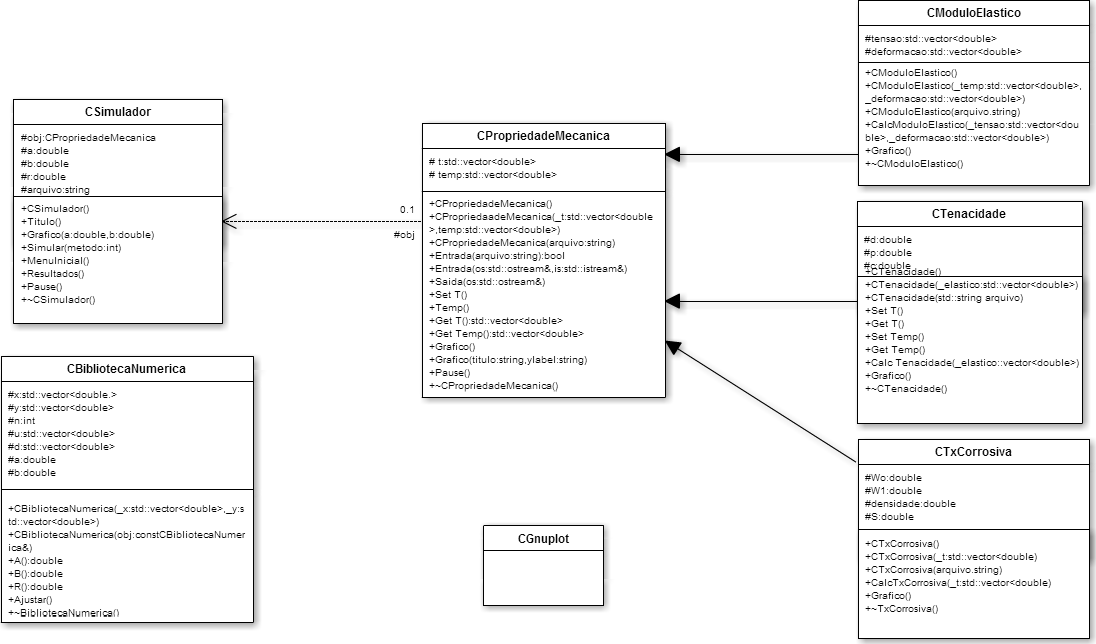 CSimulador
#obj:CPropriedadeMecanica
#a:double
#b:double
#r:double
#arquivo:string
+CSimulador()
+Titulo()
+Grafico(a:double,b:double)
+Simular(metodo:int)
+MenuInicial()
+Resultados()
+Pause()
+~CSimulador()
CBibliotecaNumerica
#x:std::vector<double.>
#y:std::vector<double>
#n:int
#u:std::vector<double>
#d:std::vector<double>
#a:double
#b:double
+CBibliotecaNumerica(_x:std::vector<double>,_y:s
td::vector<double>)
+CBibliotecaNumerica(obj:constCBibliotecaNumer
ica&)
+A():double
+B():double
+R():double
+Ajustar()
+~BibliotecaNumerica()
0.1
#obj
CPropriedadeMecanica
# t:std::vector<double>
# temp:std::vector<double>
+CPropriedadeMecanica()
+CPropriedaadeMecanica(_t:std::vector<double
>,temp:std::vector<double>)
+CPropriedadeMecanica(arquivo:string)
+Entrada(arquivo:string):bool
+Entrada(os:std::ostream&,is:std::istream&)
+Saida(os:std::ostream&)
+Set T()
+Temp()
+Get T():std::vector<double>
+Get Temp():std::vector<double>
+Grafico()
+Grafico(titulo:string,ylabel:string)
+Pause()
+~CPropriedadeMecanica()
CGnuplot
CModuloElastico
#tensao:std::vector<double>
#deformacao:std::vector<double>
+CModuloElastico()
+CModuloElastico(_temp:std::vector<double>,
_deformacao:std::vector<double>)
+CModuloElastico(arquivo.string)
+CalcModuloElastico(_tensao:std::vector<dou
ble>,_deformacao:std::vector<double>)
+Grafico()
+~CModuloElastico()
CTenacidade
#d:double
#p:double
#c:double
+CTenacidade()
+CTenacidade(_elastico:std::vector<double>)
+CTenacidade(std::string arquivo)
+Set T()
+Get T()
+Set Temp()
+Get Temp()
+Calc Tenacidade(_elastico::vector<double>)
+Grafico()
+~CTenacidade()
CTxCorrosiva
#Wo:double
#W1:double
#densidade:double
#S:double
+CTxCorrosiva()
+CTxCorrosiva(_t:std::vector<double)
+CTxCorrosiva(arquivo.string)
+CalcTxCorrosiva(_t:std::vector<double)
+Grafico()
+~TxCorrosiva()